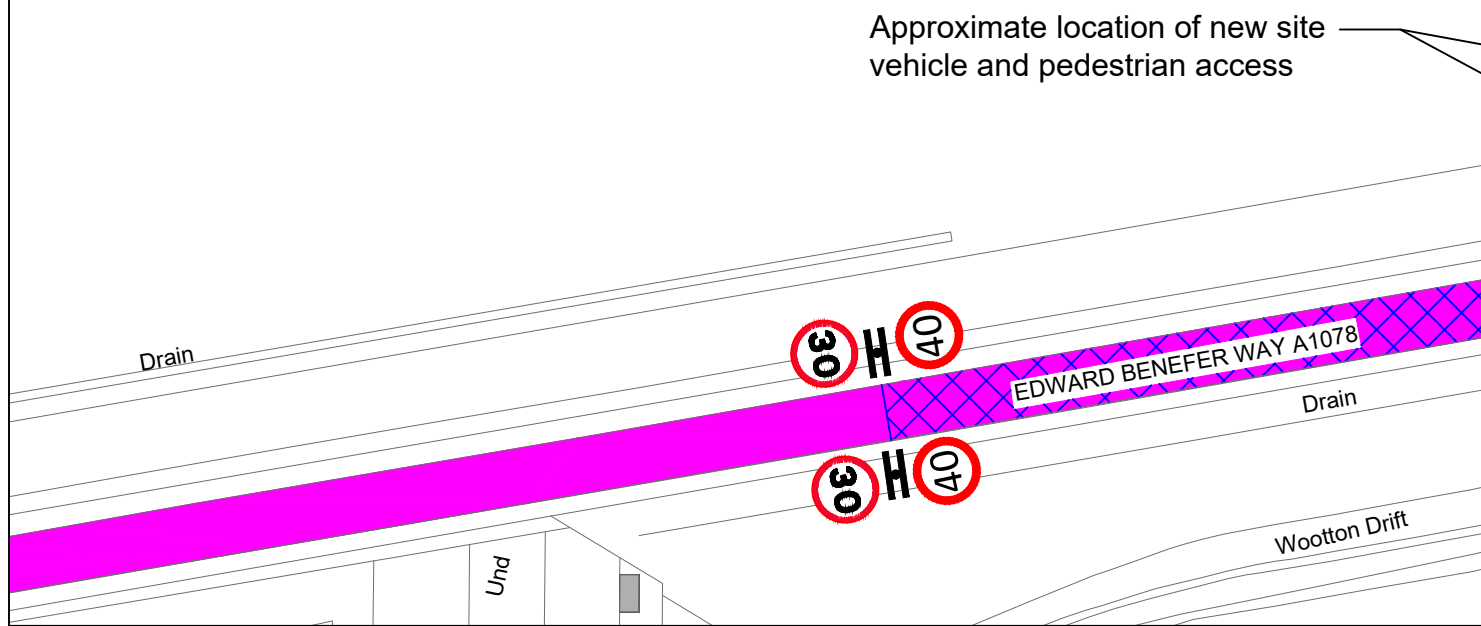 Approximate location of new site
vehicle and pedestrian access
Drain
30
40
EDWARD BENEFER WAY A1078
Drain
30
40
Wootton Drift
Und